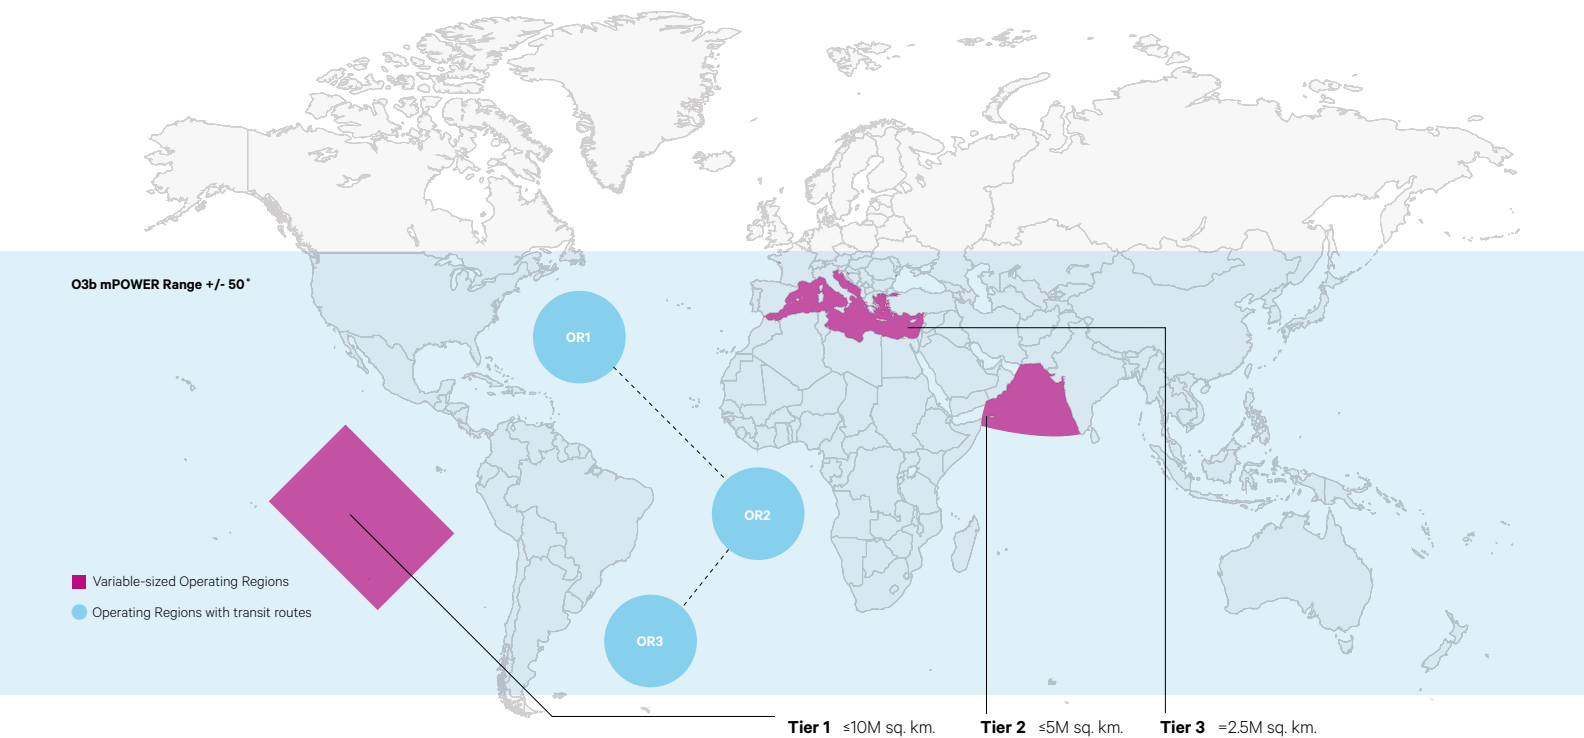 O3b mPOWER Range +/- 50°
OR1
OR2
OR3
Variable-sized Operating Regions
Operating Regions with transit routes
Tier 1 ≤10M sq. km.
Tier 2 ≤5M sq. km.
Tier 3 =2.5M sq. km.